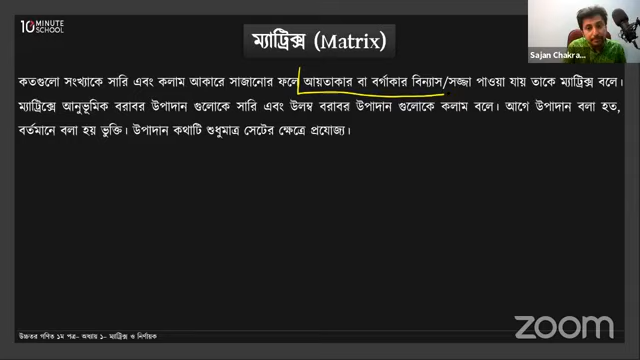 10 MINUTE SCHOOL
ম্যাট্রিক্স (Matrix)
Sajan Chakra...
কতগুলো সংখ্যাকে সারি এবং কলাম আকারে সাজানোর ফলে আয়তাকার বা বর্গাকার বিন্যাস/সজ্জা পাওয়া যায় তাকে ম্যাট্রিক্স বলে।
ম্যাট্রিক্সে আনুভূমিক বরাবর উপাদান গুলোকে সারি এবং উলম্ব বরাবর উপাদান গুলোকে কলাম বলে। আগে উপাদান বলা হত,
বর্তমানে বলা হয় ভুক্তি। উপাদান কথাটি শুধুমাত্র সেটের ক্ষেত্রে প্রযোজ্য।
উচ্চতর গণিত ১ম পত্র- অধ্যায় ১- ম্যাট্রিক্স ও নির্ণায়ক
zoom